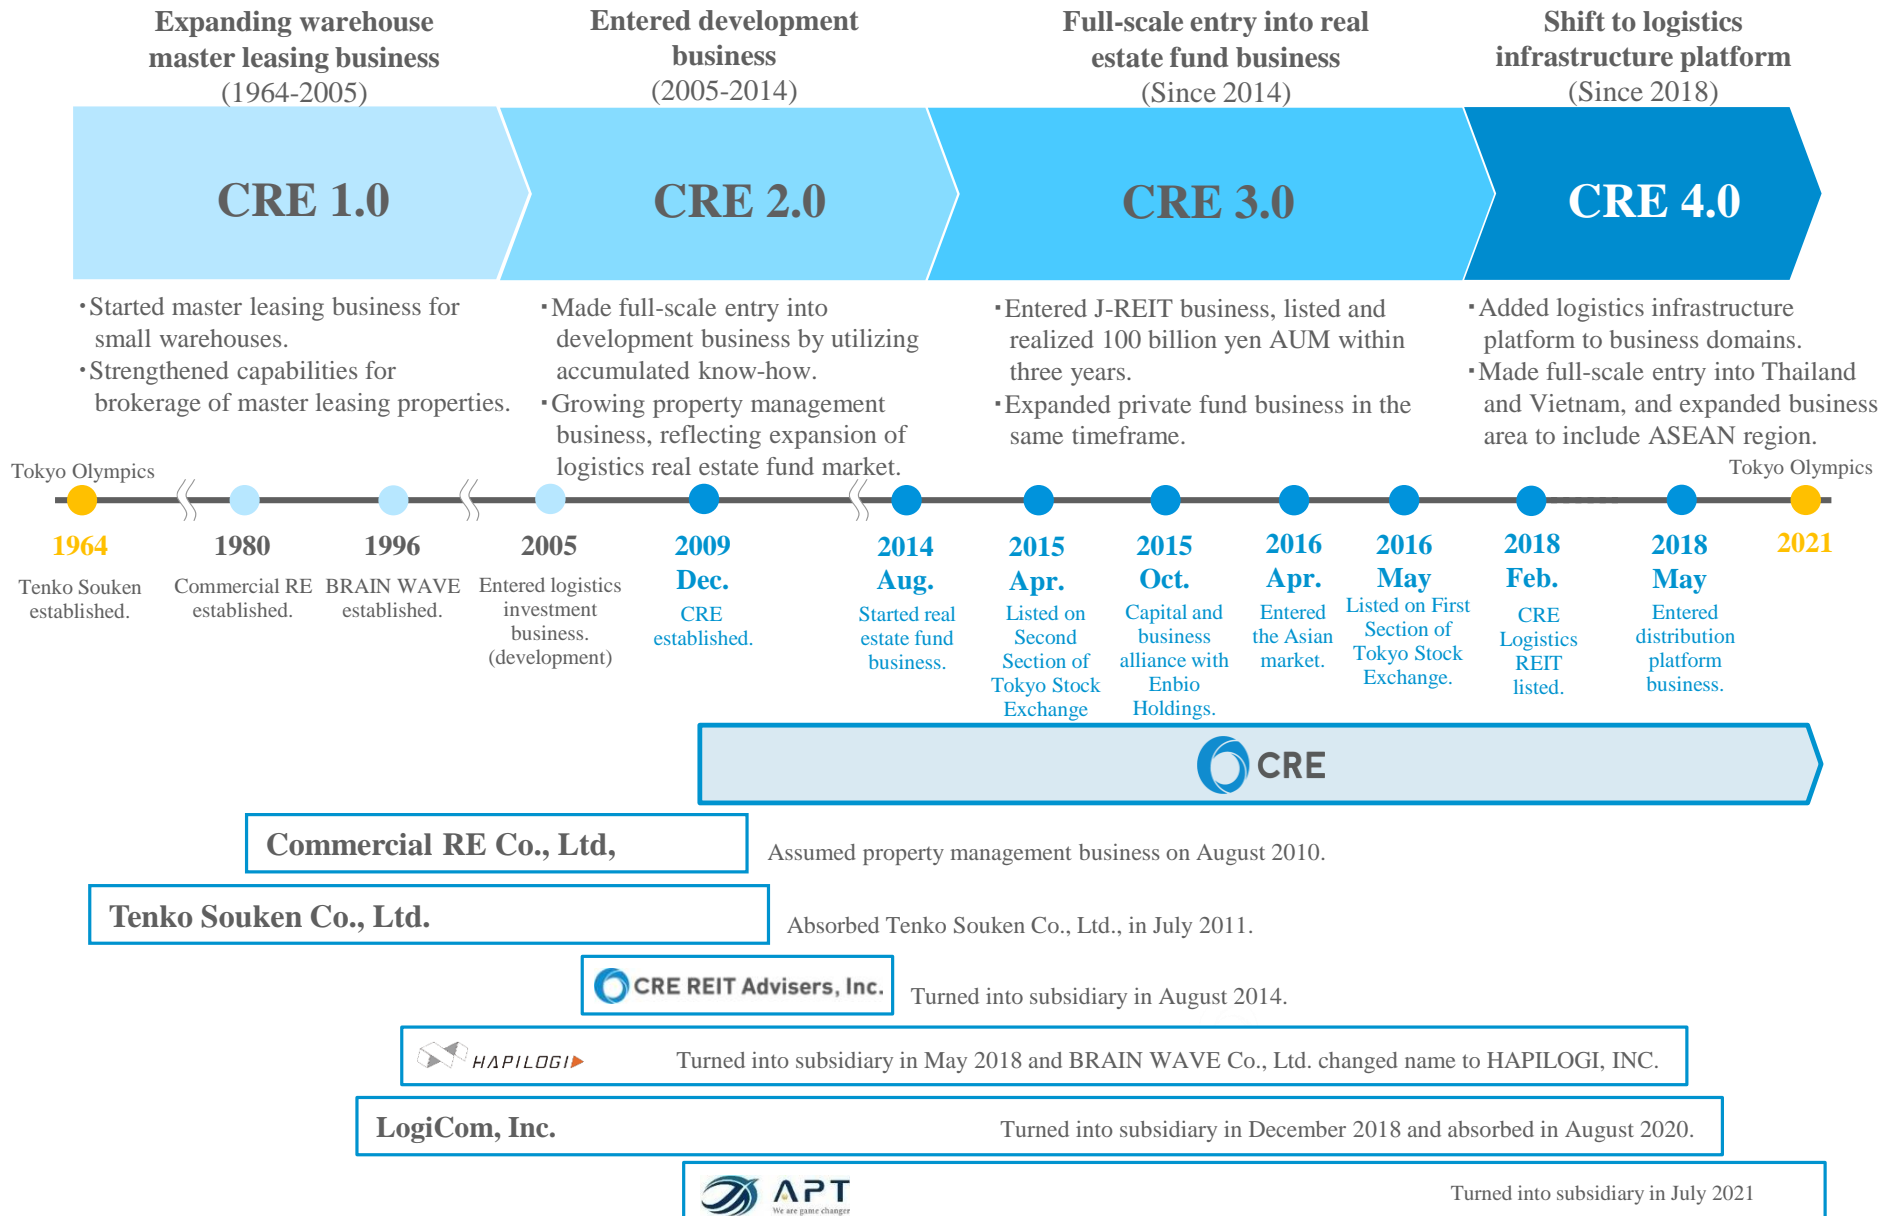 Expanding warehouse
master leasing business
(1964-2005)
Entered development
business
(2005-2014)
Full-scale entry into real
estate fund business
(Since 2014)
Shift to logistics
infrastructure platform
(Since 2018)
CRE 1.0
CRE 2.0
CRE 3.0
CRE 4.0
・Started master leasing business for
small warehouses.
・Strengthened capabilities for
brokerage of master leasing properties.
・Made full-scale entry into
development business by utilizing
accumulated know-how.
・Growing property management
business, reflecting expansion of
logistics real estate fund market.
・Entered J-REIT business, listed and
realized 100 billion yen AUM within
three years.
・Expanded private fund business in the
same timeframe.
・Added logistics infrastructure
platform to business domains.
・Made full-scale entry into Thailand
and Vietnam, and expanded business
area to include ASEAN region.
Tokyo Olympics
Tokyo Olympics
1964
Tenko Souken
established.
1980
Commercial RE
established.
1996
BRAIN WAVE
established.
2005
Entered logistics
investment
business.
(development)
2009
Dec.
CRE
established.
2014
Aug.
Started real
estate fund
business.
2015
Apr.
Listed on
Second
Section of
Tokyo Stock
Exchange
2015
Oct.
Capital and
business
alliance with
Enbio
Holdings.
2016
Apr.
Entered
the Asian
market.
2016
May
Listed on First
Section of
Tokyo Stock
Exchange.
2018
Feb.
CRE
Logistics
REIT
listed.
2018
May
Entered
distribution
platform
business.
2021
CRE
Commercial RE Co., Ltd,
Assumed property management business on August 2010.
Tenko Souken Co., Ltd.
Absorbed Tenko Souken Co., Ltd., in July 2011.
CRE REIT Advisers, Inc.
Turned into subsidiary in August 2014.
HAPILOGI
Turned into subsidiary in May 2018 and BRAIN WAVE Co., Ltd. changed name to HAPILOGI, INC.
LogiCom, Inc.
Turned into subsidiary in December 2018 and absorbed in August 2020.
APT
We are game changer
Turned into subsidiary in July 2021